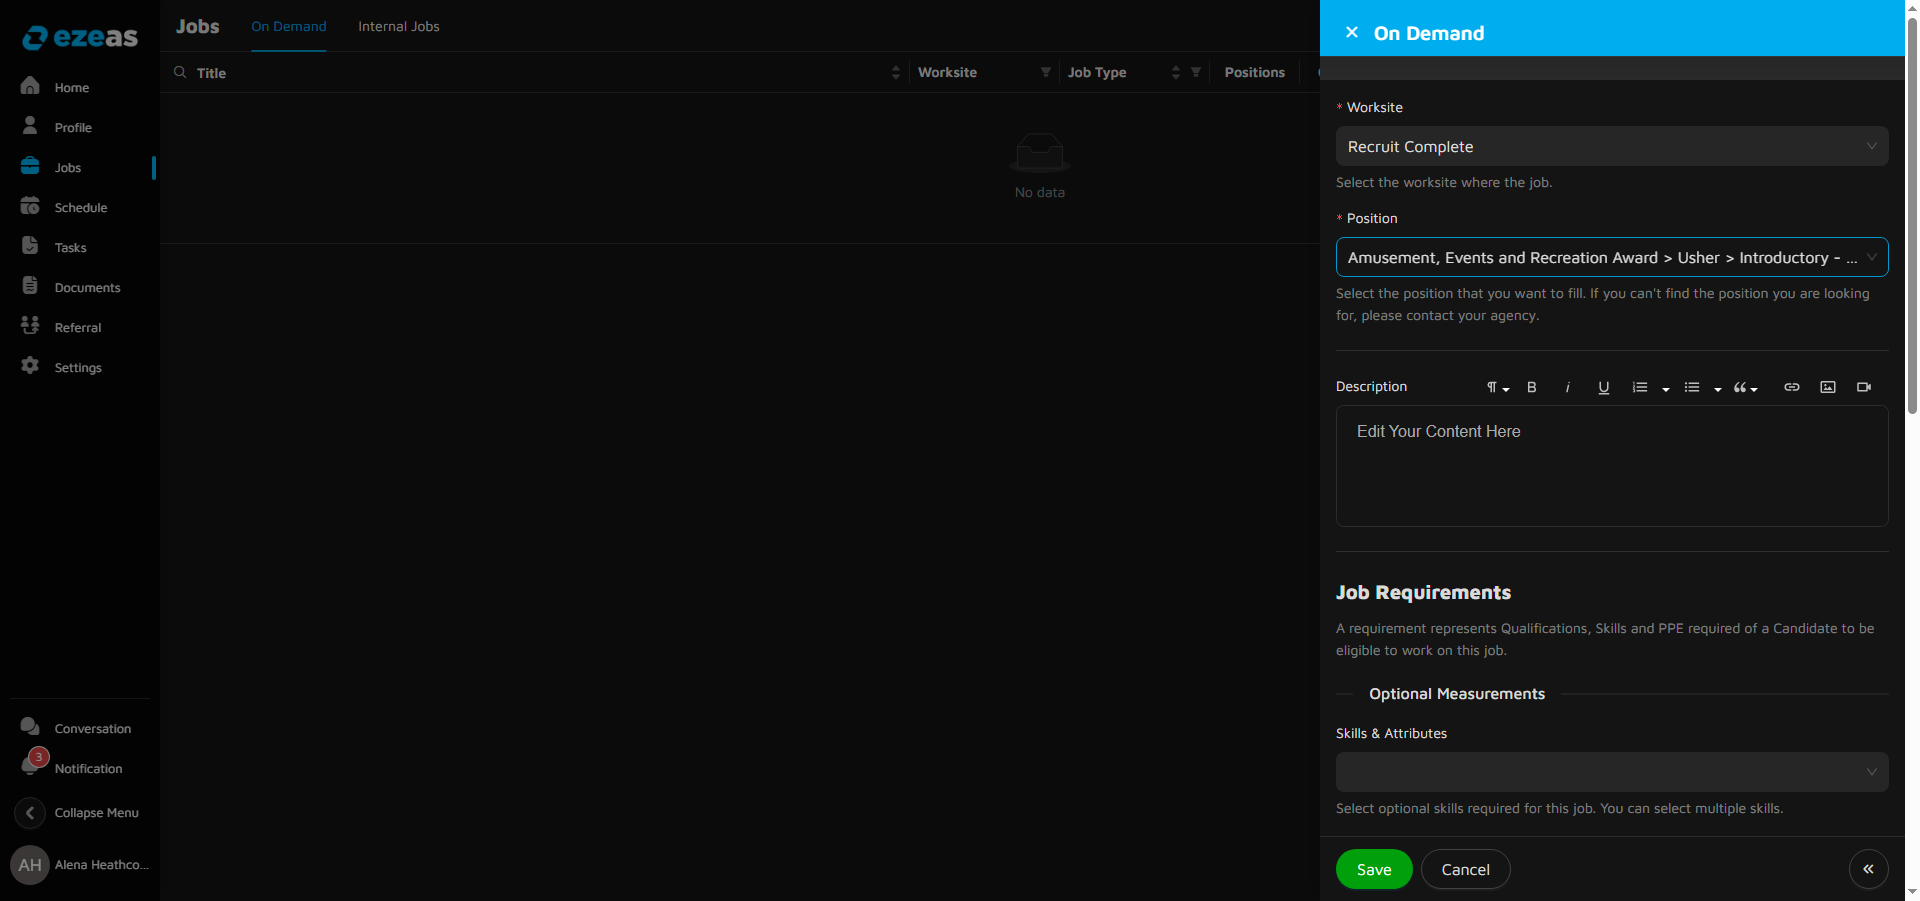 ezeas
Home
Profile
Jobs
Schedule
Tasks
Documents
Referral
Settings
Conversation
3
Notification
Collapse Menu
AH
Alena Heathco...
Jobs
On Demand
Internal Jobs
Title
Worksite
Job Type
Positions
No data
On Demand
* Worksite
Recruit Complete
Select the worksite where the job.
* Position
Amusement, Events and Recreation Award > Usher > Introductory - ...
Select the position that you want to fill. If you can't find the position you are looking
for, please contact your agency.
Description
Edit Your Content Here
Job Requirements
A requirement represents Qualifications, Skills and PPE required of a Candidate to be
eligible to work on this job.
Optional Measurements
Skills & Attributes
Select optional skills required for this job. You can select multiple skills.
Save
Cancel